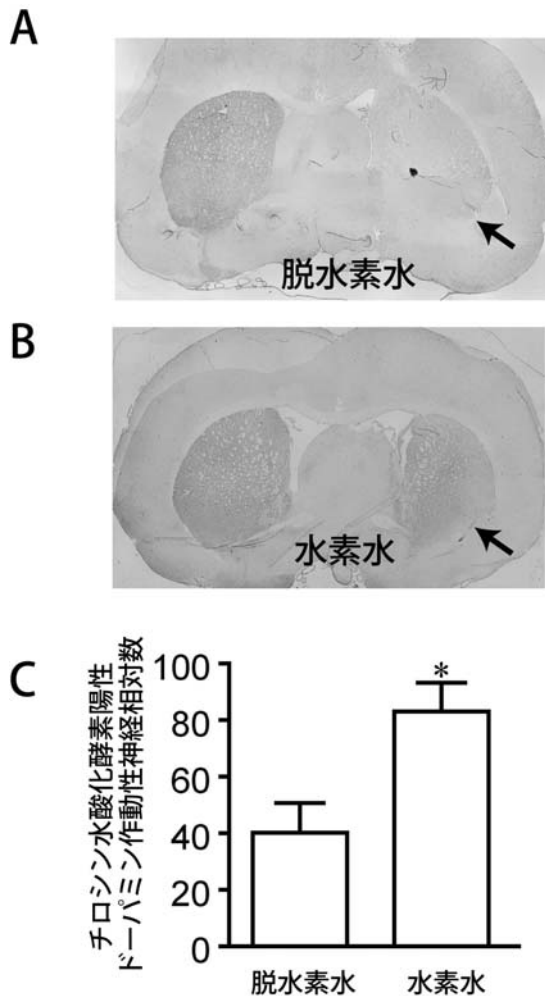 A
脱水素水
B
水素水
C
チロシン水酸化酵素陽性
ドーパミン作動性神経相対数
100
80
60
40
20
0
*
脱水素水
水素水